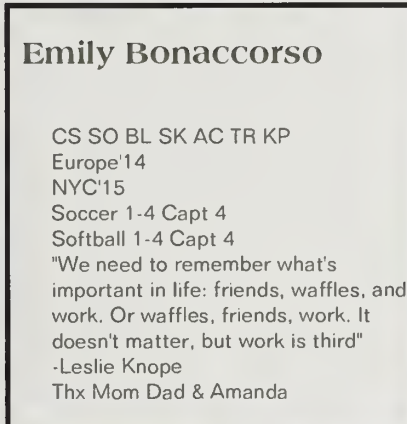 Emily Bonaccorso
CS SO BL SK AC TR KP
Europe'14
NYC'15
Soccer 1-4 Capt 4
Softball 1-4 Capt 4
"We need to remember what's
important in life: friends, waffles, and
work. Or waffles, friends, work. It
doesn't matter, but work is third"
-Leslie Knope
Thx Mom Dad & Amanda